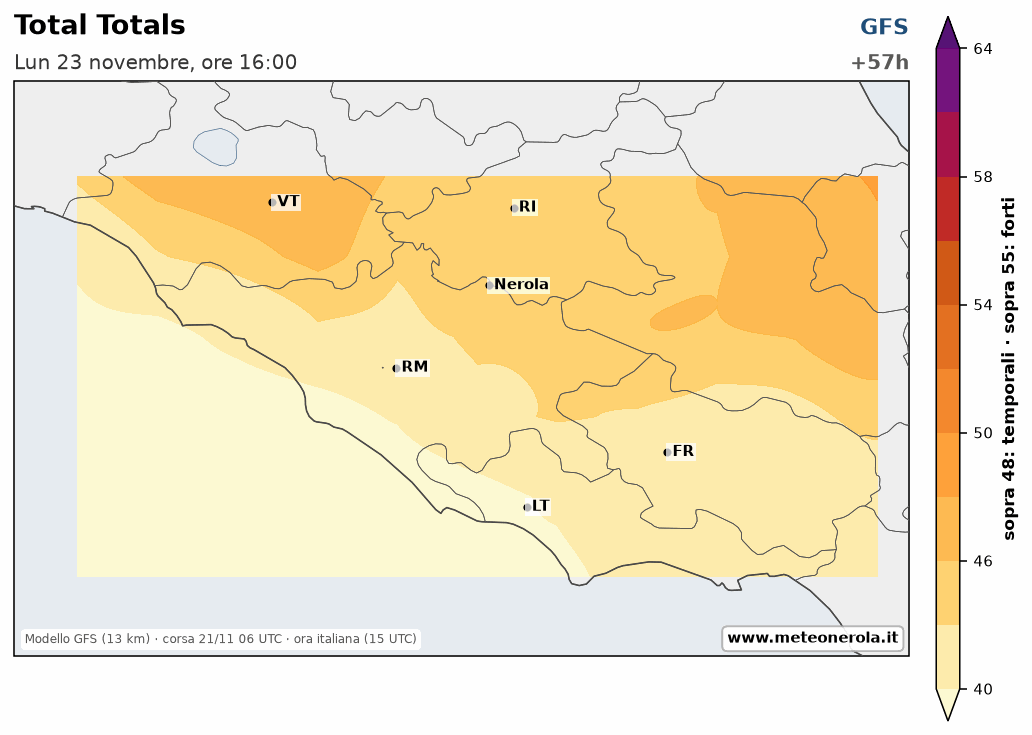 Total Totals
GFS
Lun 23 novembre, ore 16:00
+57h
VT
RI
Nerola
RM
FR
LT
Modello GFS (13 km) · corsa 21/11 06 UTC · ora italiana (15 UTC)
www.meteonerola.it
64
58
54
50
46
40
sopra 48: temporali · sopra 55: forti